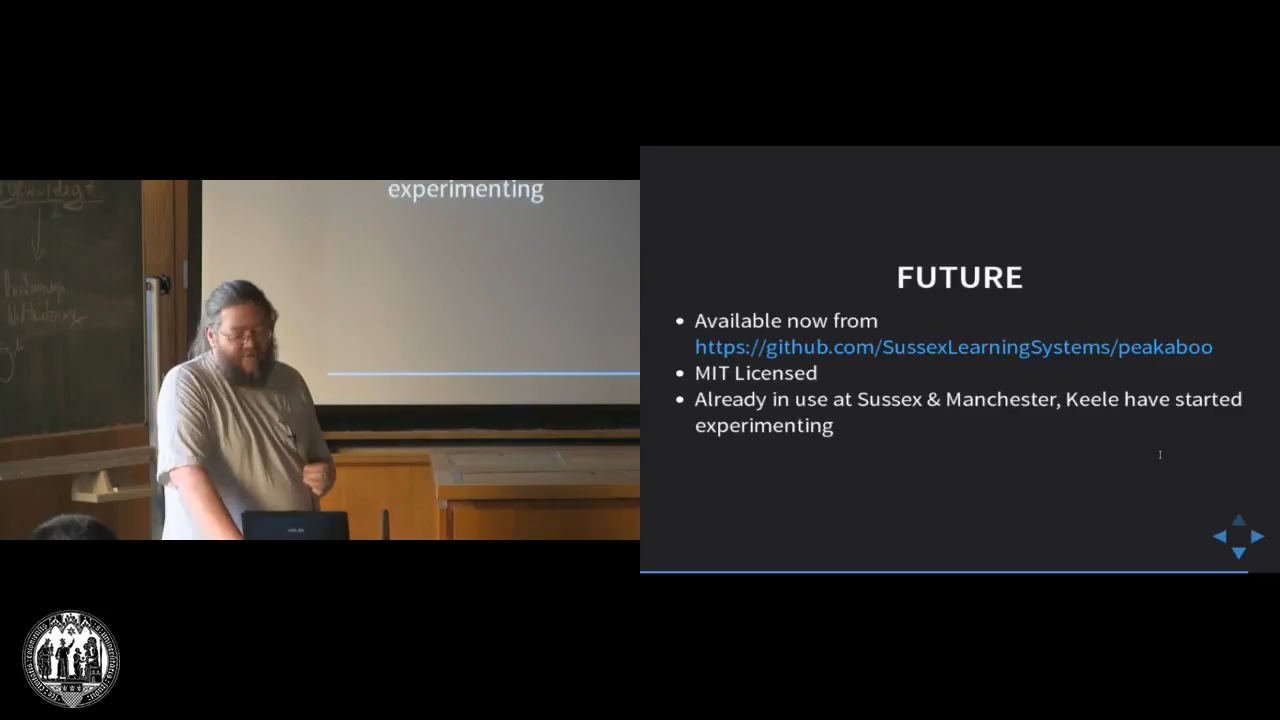 experimenting
FUTURE
Available now from
https://github.com/SussexLearningSystems/peakaboo
MIT Licensed
Already in use at Sussex & Manchester, Keele have started
experimenting